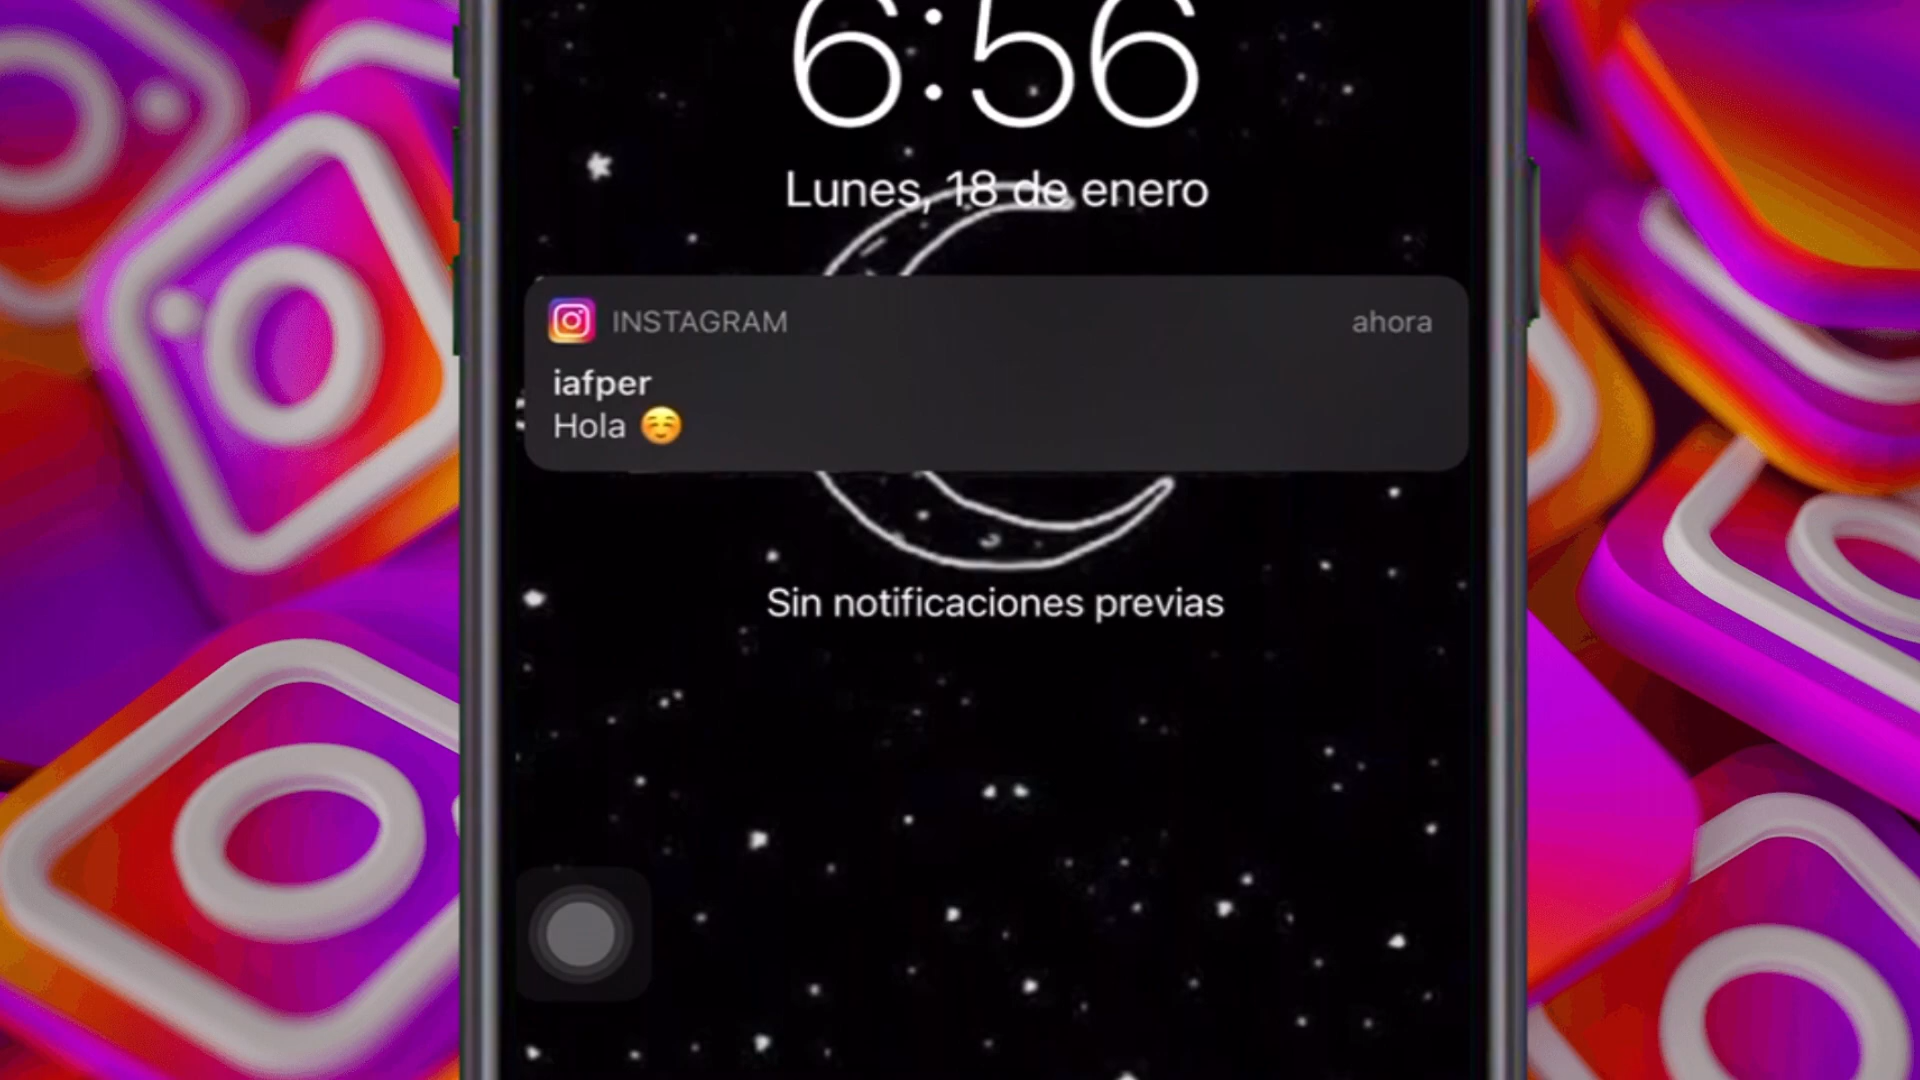 6:56
Lunes, 18 de enero
INSTAGRAM
ahora
iafper
Hola ☺️
Sin notificaciones previas